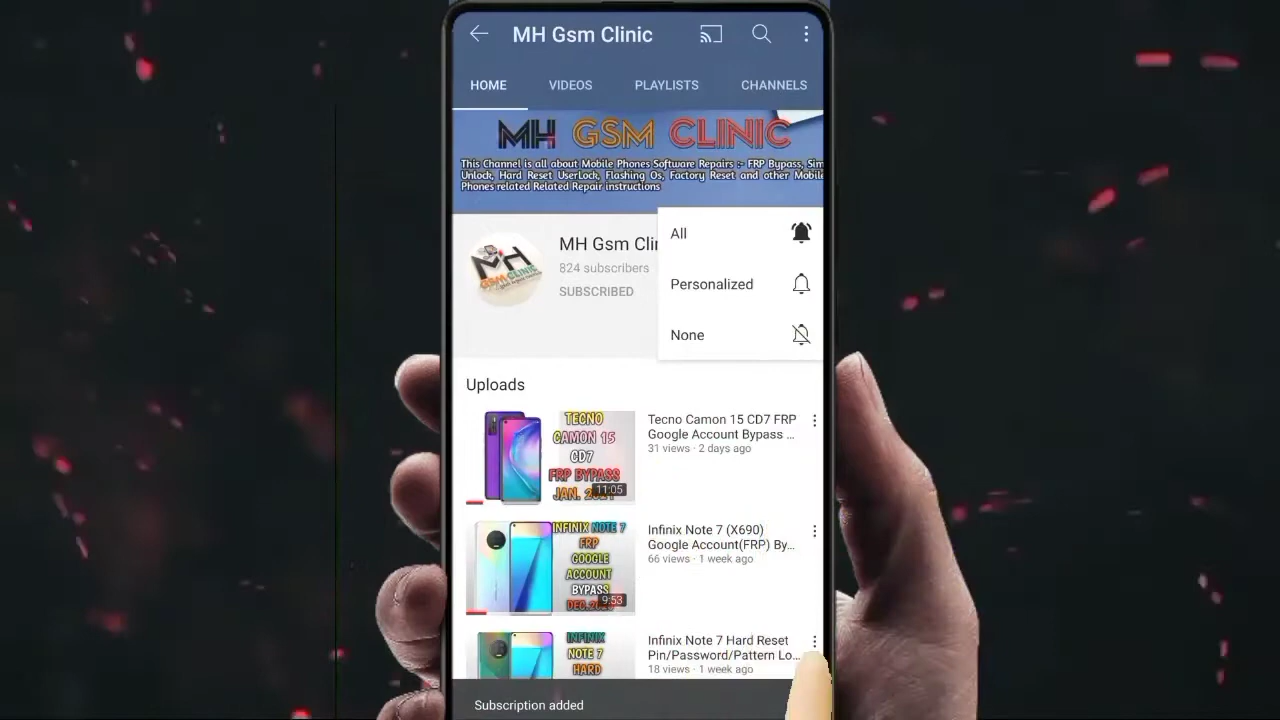 MH Gsm Clinic
HOME VIDEOS PLAYLISTS CHANNELS
MH GSM CLINIC
This Channel is all about Mobile Phones Software Repairs :- FRP Bypass, Sim
Unlock, Hard Reset UserLock, Flashing Os, Factory Reset and other Mobile
Phones related Related Repair instructions
MH
GSM CLINIC
MH Gsm Clin
824 subscribers
SUBSCRIBED
All
Personalized
None
Uploads
TECNO
CAMON 15
CD7
FRP BYPASS
JAN.
11:05
Tecno Camon 15 CD7 FRP
Google Account Bypass ...
31 views · 2 days ago
INFINIX NOTE 7
FRP
GOOGLE
ACCOUNT
BYPASS
9:53
Infinix Note 7 (X690)
Google Account(FRP) By...
66 views · 1 week ago
INFINIX
NOTE 7
HARD
Infinix Note 7 Hard Reset
Pin/Password/Pattern Lo...
18 views · 1 week ago
Subscription added